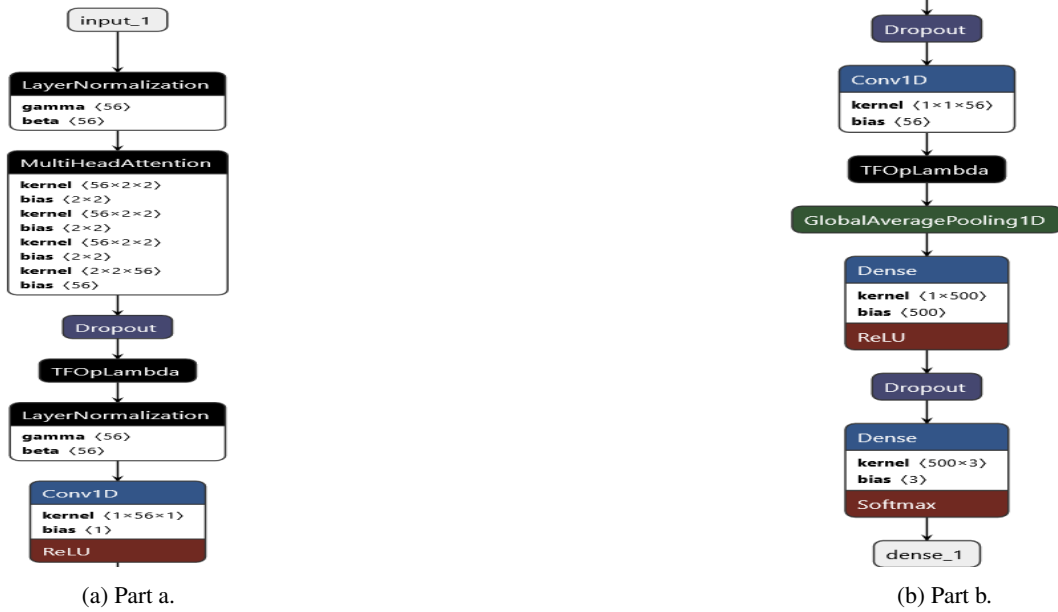 input_1
LayerNormalization
gamma ⟨56⟩
beta ⟨56⟩
MultiHeadAttention
kernel ⟨56×2×2⟩
bias ⟨2×2⟩
kernel ⟨56×2×2⟩
bias ⟨2×2⟩
kernel ⟨56×2×2⟩
bias ⟨2×2⟩
kernel ⟨2×2×56⟩
bias ⟨56⟩
Dropout
TFOpLambda
LayerNormalization
gamma ⟨56⟩
beta ⟨56⟩
Conv1D
kernel ⟨1×56×1⟩
bias ⟨1⟩
ReLU
(a) Part a.
Dropout
Conv1D
kernel ⟨1×1×56⟩
bias ⟨56⟩
TFOpLambda
GlobalAveragePooling1D
Dense
kernel ⟨1×500⟩
bias ⟨500⟩
ReLU
Dropout
Dense
kernel ⟨500×3⟩
bias ⟨3⟩
Softmax
dense_1
(b) Part b.